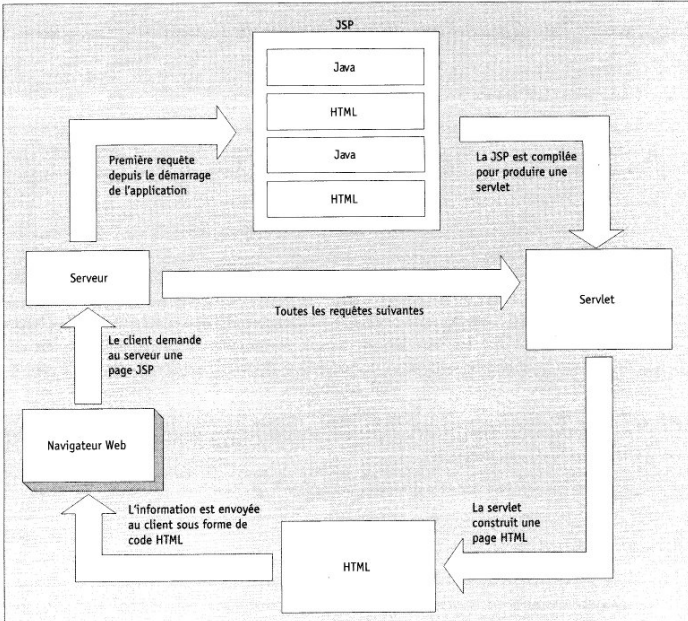 JSP
Java
HTML
Java
HTML
Première requête
depuis le démarrage
de l'application
La JSP est compilée
pour produire une
servlet
Serveur
Toutes les requêtes suivantes
Servlet
Le client demande
au serveur une
page JSP
Navigateur Web
L'information est envoyée
au client sous forme de
code HTML
HTML
La servlet
construit une
page HTML